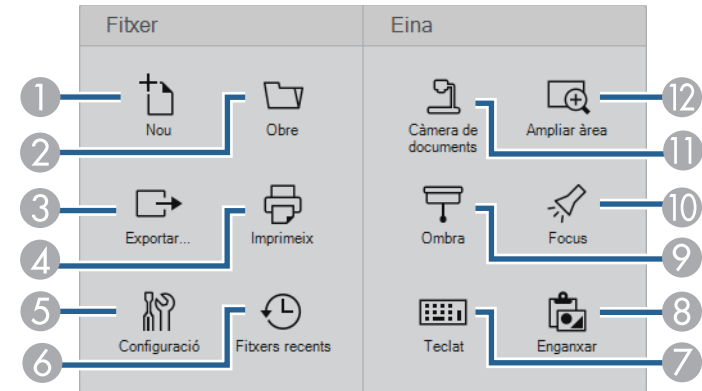 Fitxer
Eina
1
Nou
2
Obre
Càmera de
documents
11
Ampliar àrea
12
3
Exportar...
4
Imprimeix
Ombra
9
Focus
10
5
Configuració
6
Fitxers recents
Teclat
7
Enganxar
8